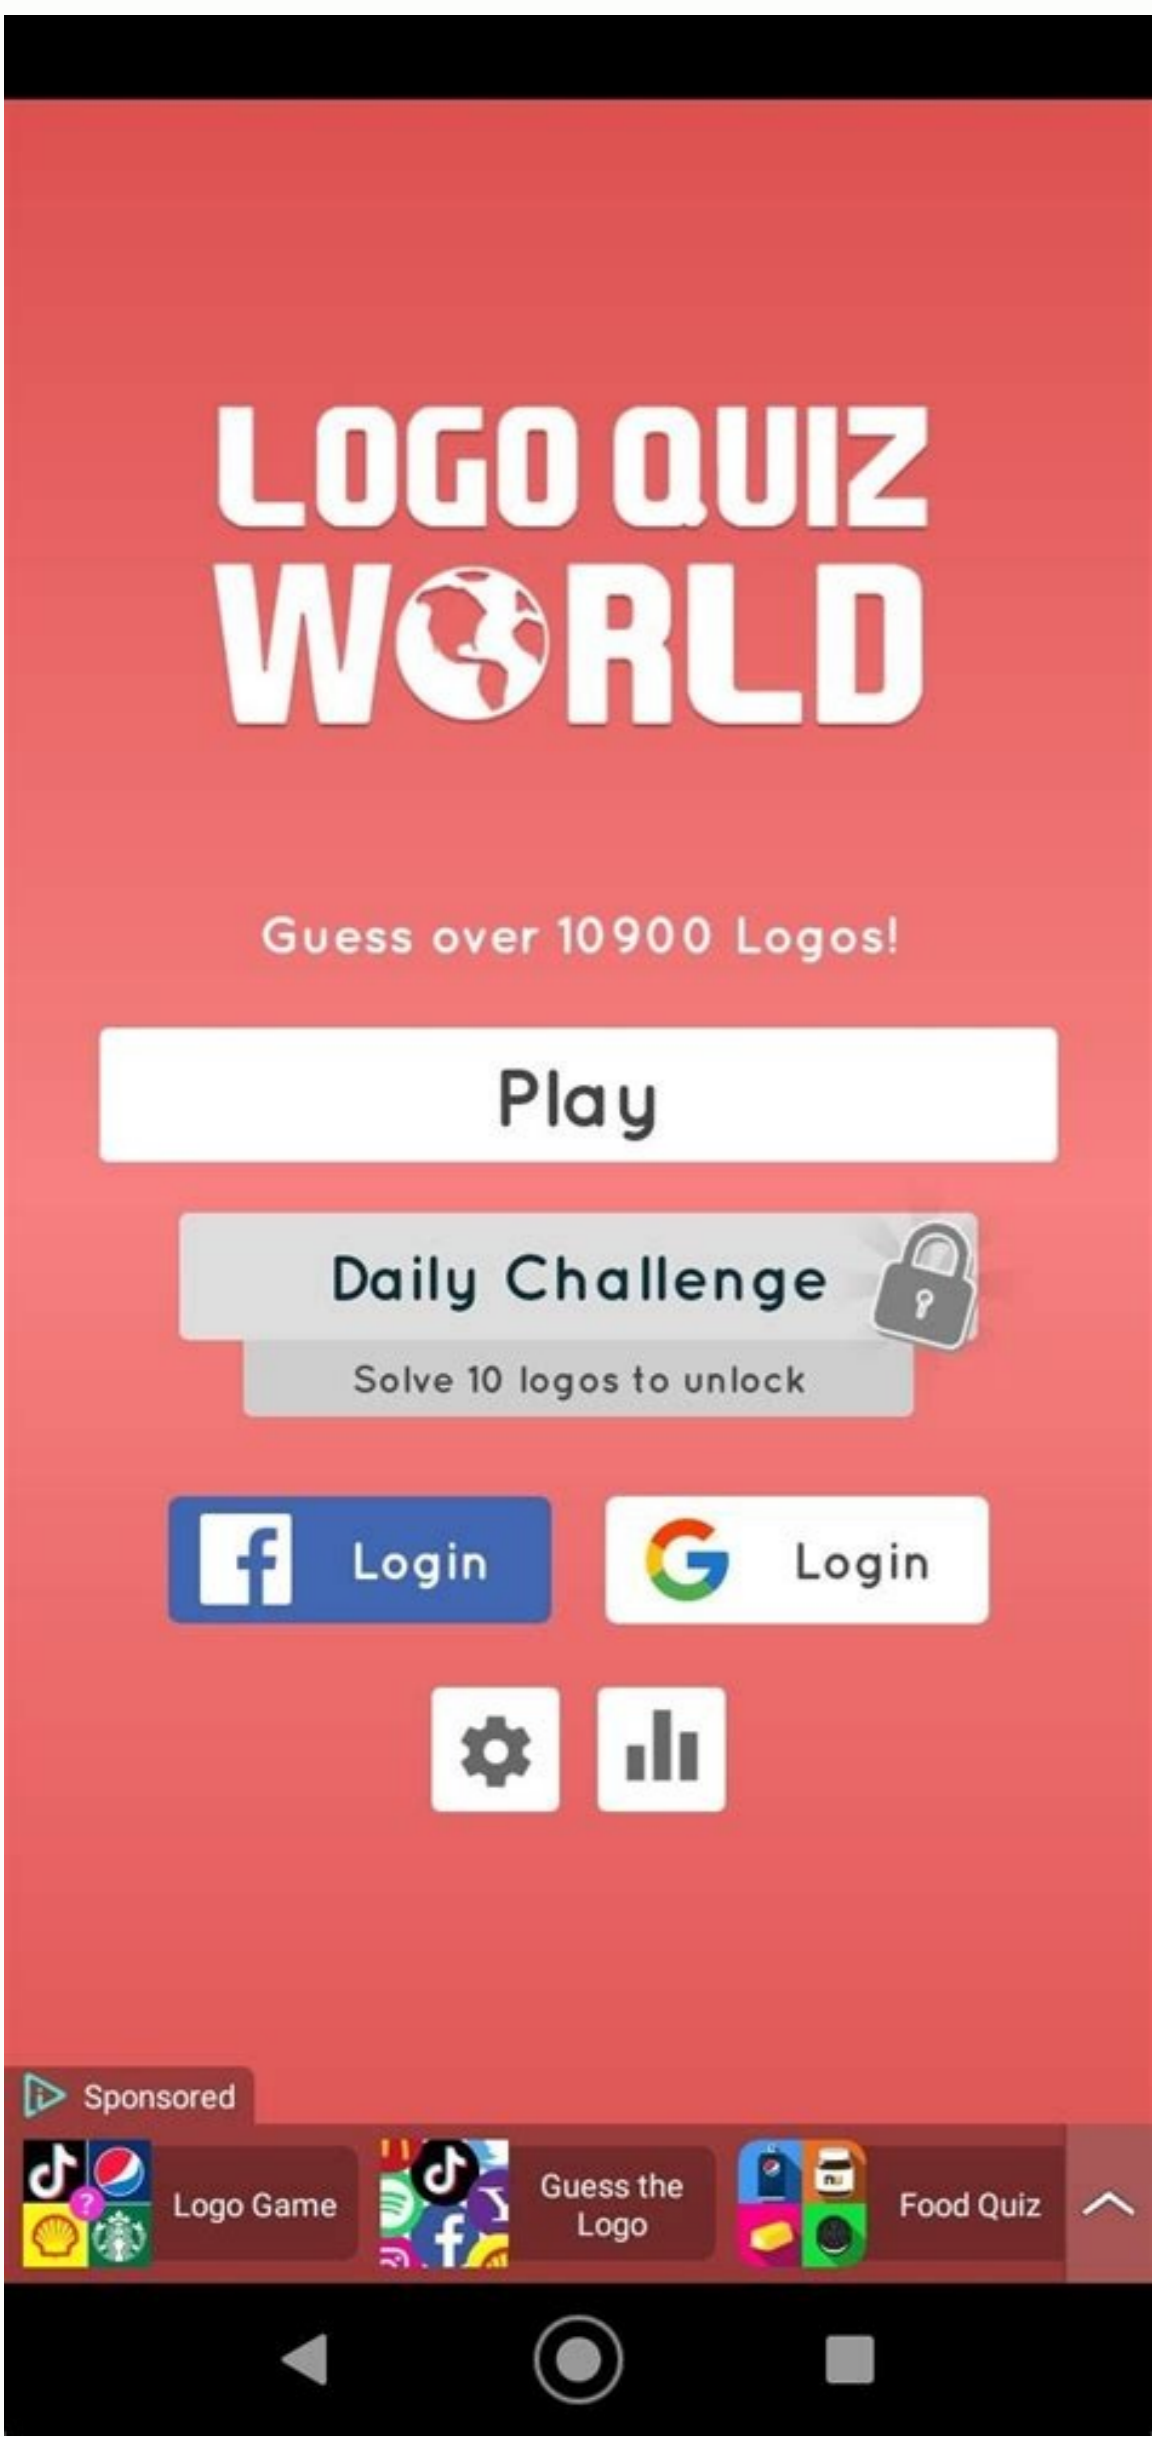 LOGO QUIZ
WORLD
Guess over 10900 Logos!
Play
Daily Challenge
Solve 10 logos to unlock
f Login
G Login
Sponsored
Logo Game
Guess the
Logo
Food Quiz